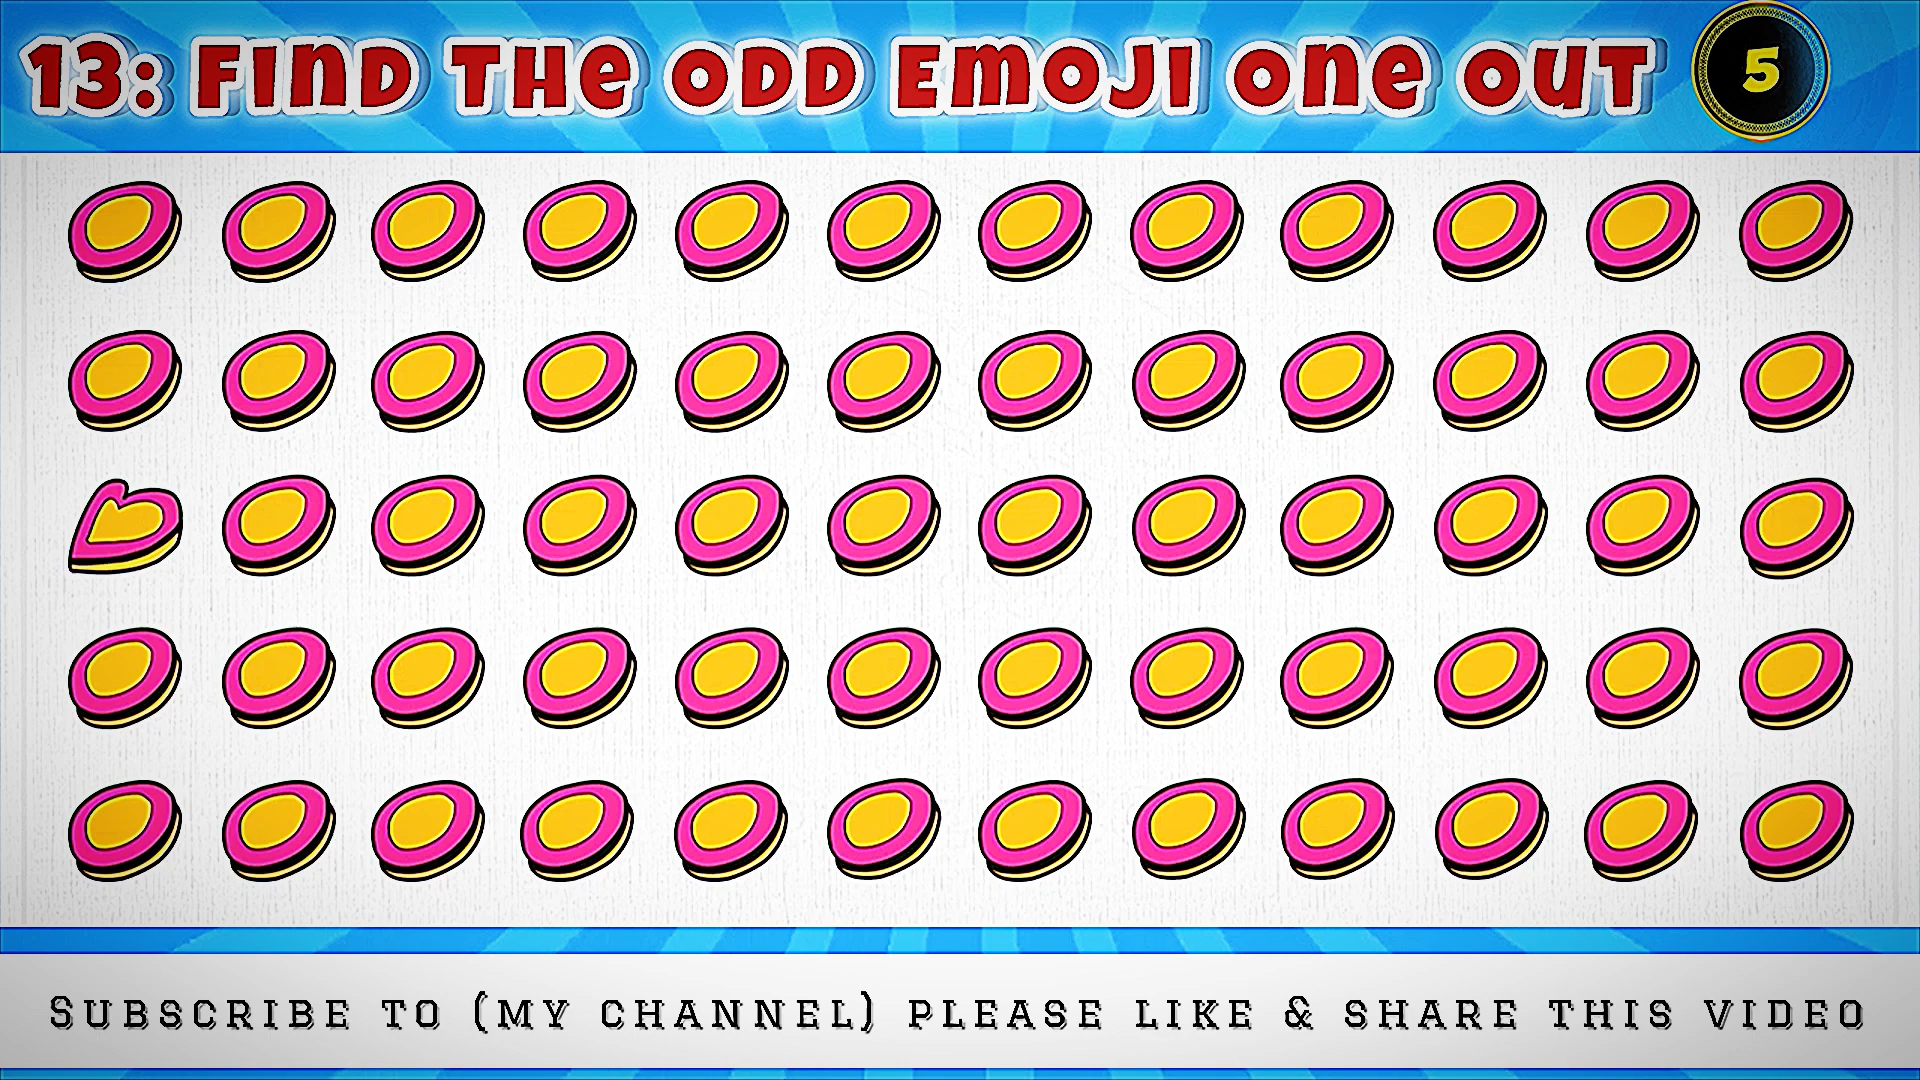 13: FIND THE ODD EMOJI ONE OUT
5
SUBSCRIBE TO (MY CHANNEL) PLEASE LIKE & SHARE THIS VIDEO